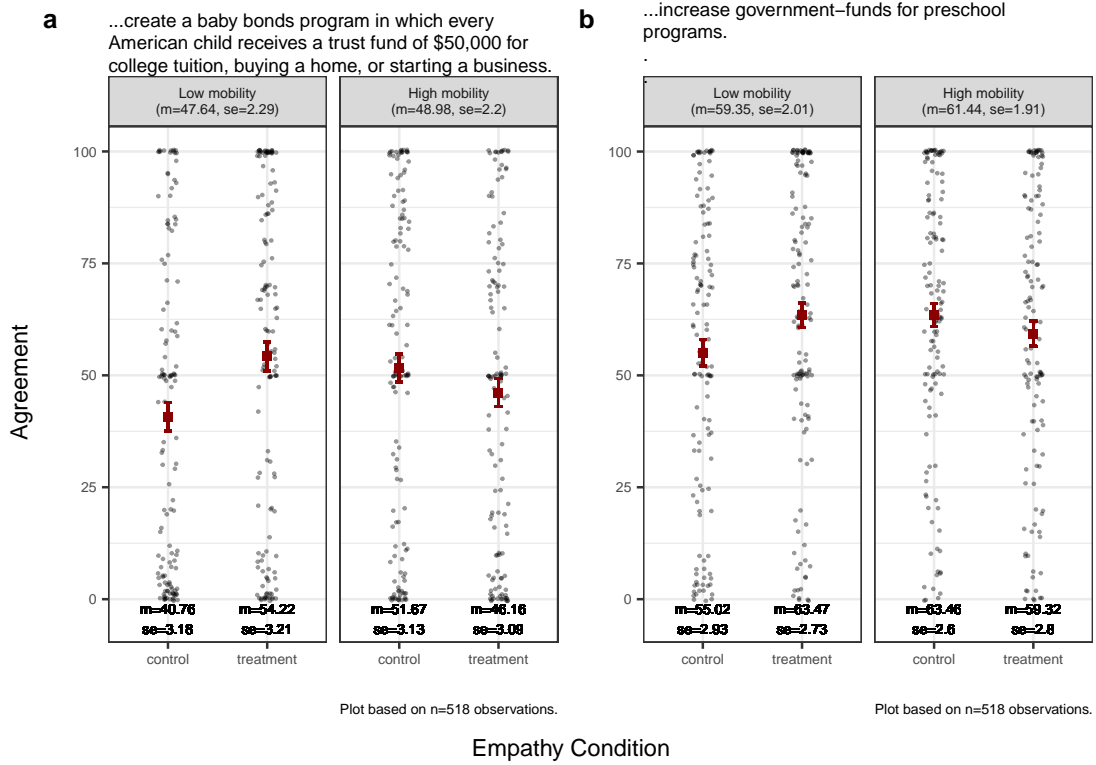 a
...create a baby bonds program in which every
American child receives a trust fund of $50,000 for
college tuition, buying a home, or starting a business.
Low mobility
(m=47.64, se=2.29)
High mobility
(m=48.98, se=2.2)
Agreement
100
75
50
25
0
m=40.76
se=3.18
m=54.22
se=3.21
m=51.67
se=3.13
m=46.16
se=3.09
control
treatment
control
treatment
Plot based on n=518 observations.
b
...increase government−funds for preschool
programs.
.
.
Low mobility
(m=59.35, se=2.01)
High mobility
(m=61.44, se=1.91)
100
75
50
25
0
m=55.02
se=2.93
m=63.47
se=2.73
m=63.46
se=2.6
m=59.32
se=2.8
control
treatment
control
treatment
Plot based on n=518 observations.
Empathy Condition